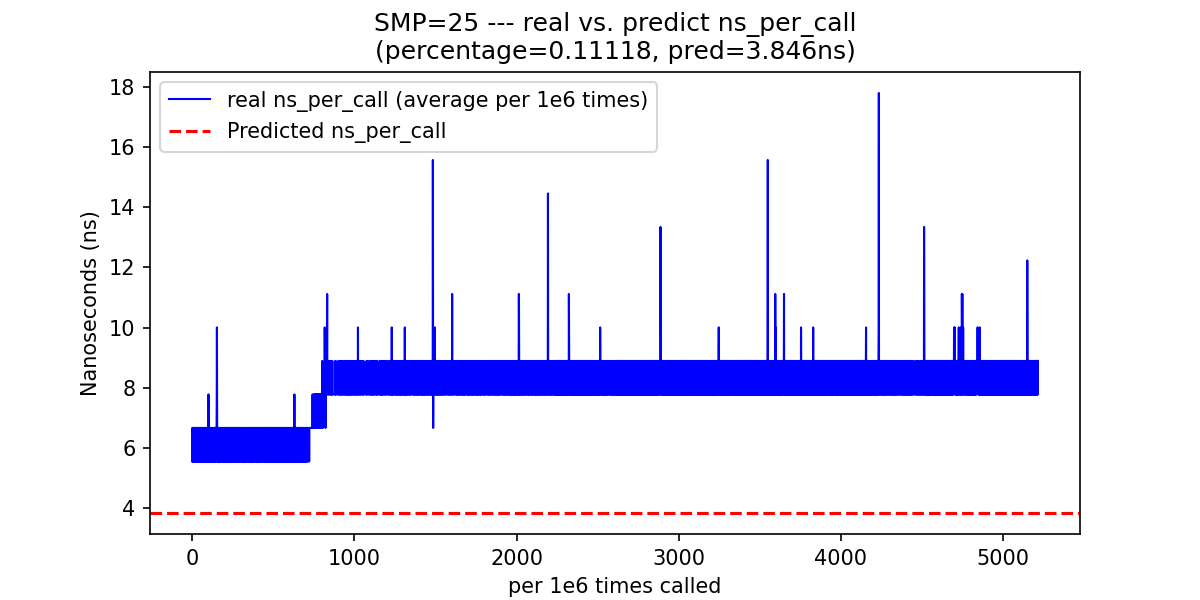 SMP=25 --- real vs. predict ns_per_call
(percentage=0.11118, pred=3.846ns)
real ns_per_call (average per 1e6 times)
Predicted ns_per_call
Nanoseconds (ns)
18
16
14
12
10
8
6
4
0
1000
2000
3000
4000
5000
per 1e6 times called